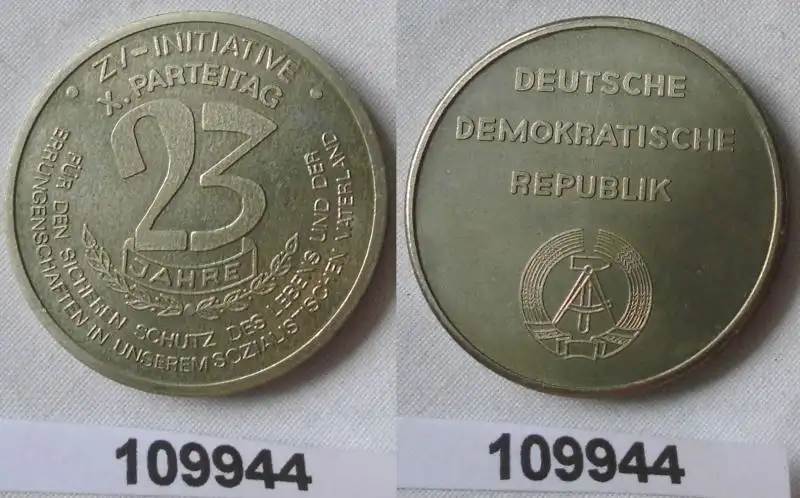 ZV-INITIATIVE
X. PARTEITAG
23
JAHRE
FÜR DEN SICHEREN SCHUTZ DES LEBENS UND DER
ERRUNGENSCHAFTEN IN UNSEREM SOZIALISTISCHEN VATERLAND
109944
DEUTSCHE
DEMOKRATISCHE
REPUBLIK
109944